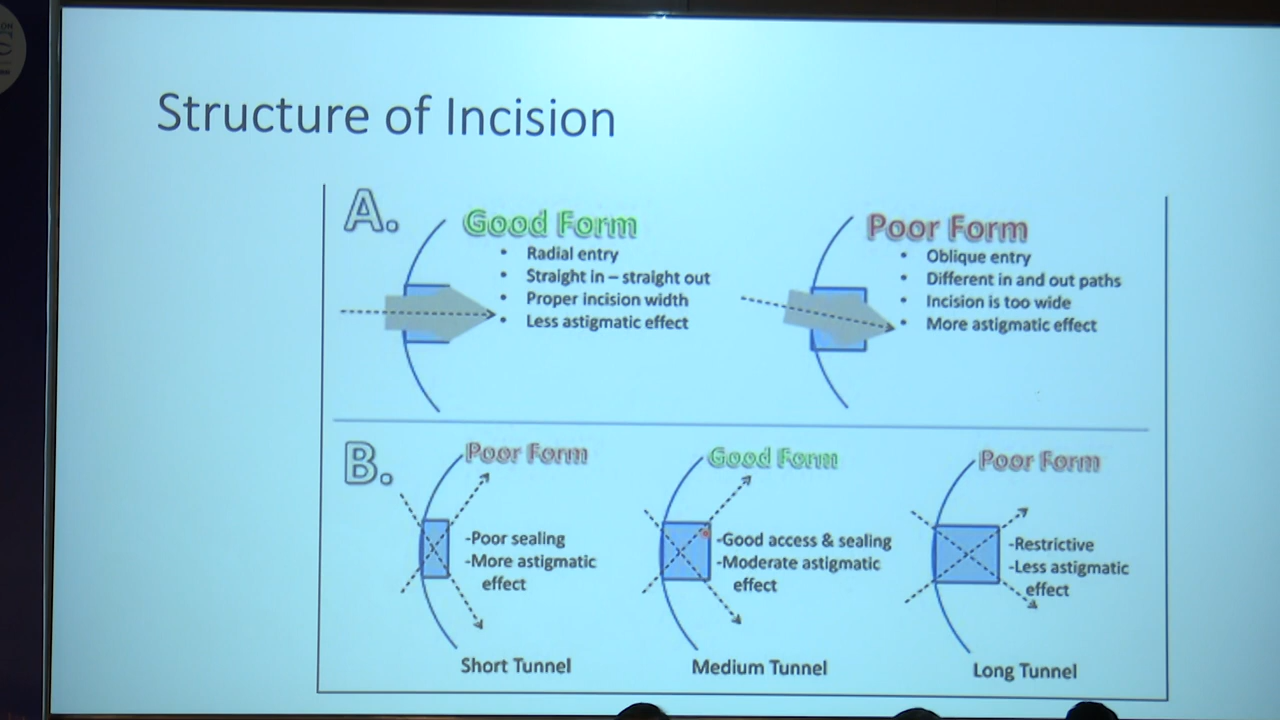 Structure of Incision
A.
Good Form
• Radial entry
• Straight in – straight out
• Proper incision width
• Less astigmatic effect
Poor Form
• Oblique entry
• Different in and out paths
• Incision is too wide
• More astigmatic effect
B.
Poor Form
-Poor sealing
-More astigmatic
effect
Short Tunnel
Good Form
-Good access & sealing
-Moderate astigmatic
effect
Medium Tunnel
Poor Form
-Restrictive
-Less astigmatic
effect
Long Tunnel